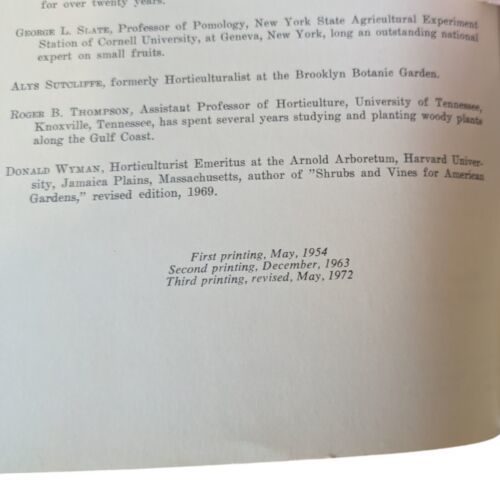 for over twenty years.
GEORGE L. SLATE, Professor of Pomology, New York State Agricultural Experiment
Station of Cornell University, at Geneva, New York, long an outstanding national
expert on small fruits.
ALYS SUTCLIFFE, formerly Horticulturalist at the Brooklyn Botanic Garden.
ROGER B. THOMPSON, Assistant Professor of Horticulture, University of Tennessee,
Knoxville, Tennessee, has spent several years studying and planting woody plants
along the Gulf Coast.
DONALD WYMAN, Horticulturist Emeritus at the Arnold Arboretum, Harvard Univer-
sity, Jamaica Plains, Massachusetts, author of "Shrubs and Vines for American
Gardens," revised edition, 1969.
First printing, May, 1954
Second printing, December, 1963
Third printing, revised, May, 1972